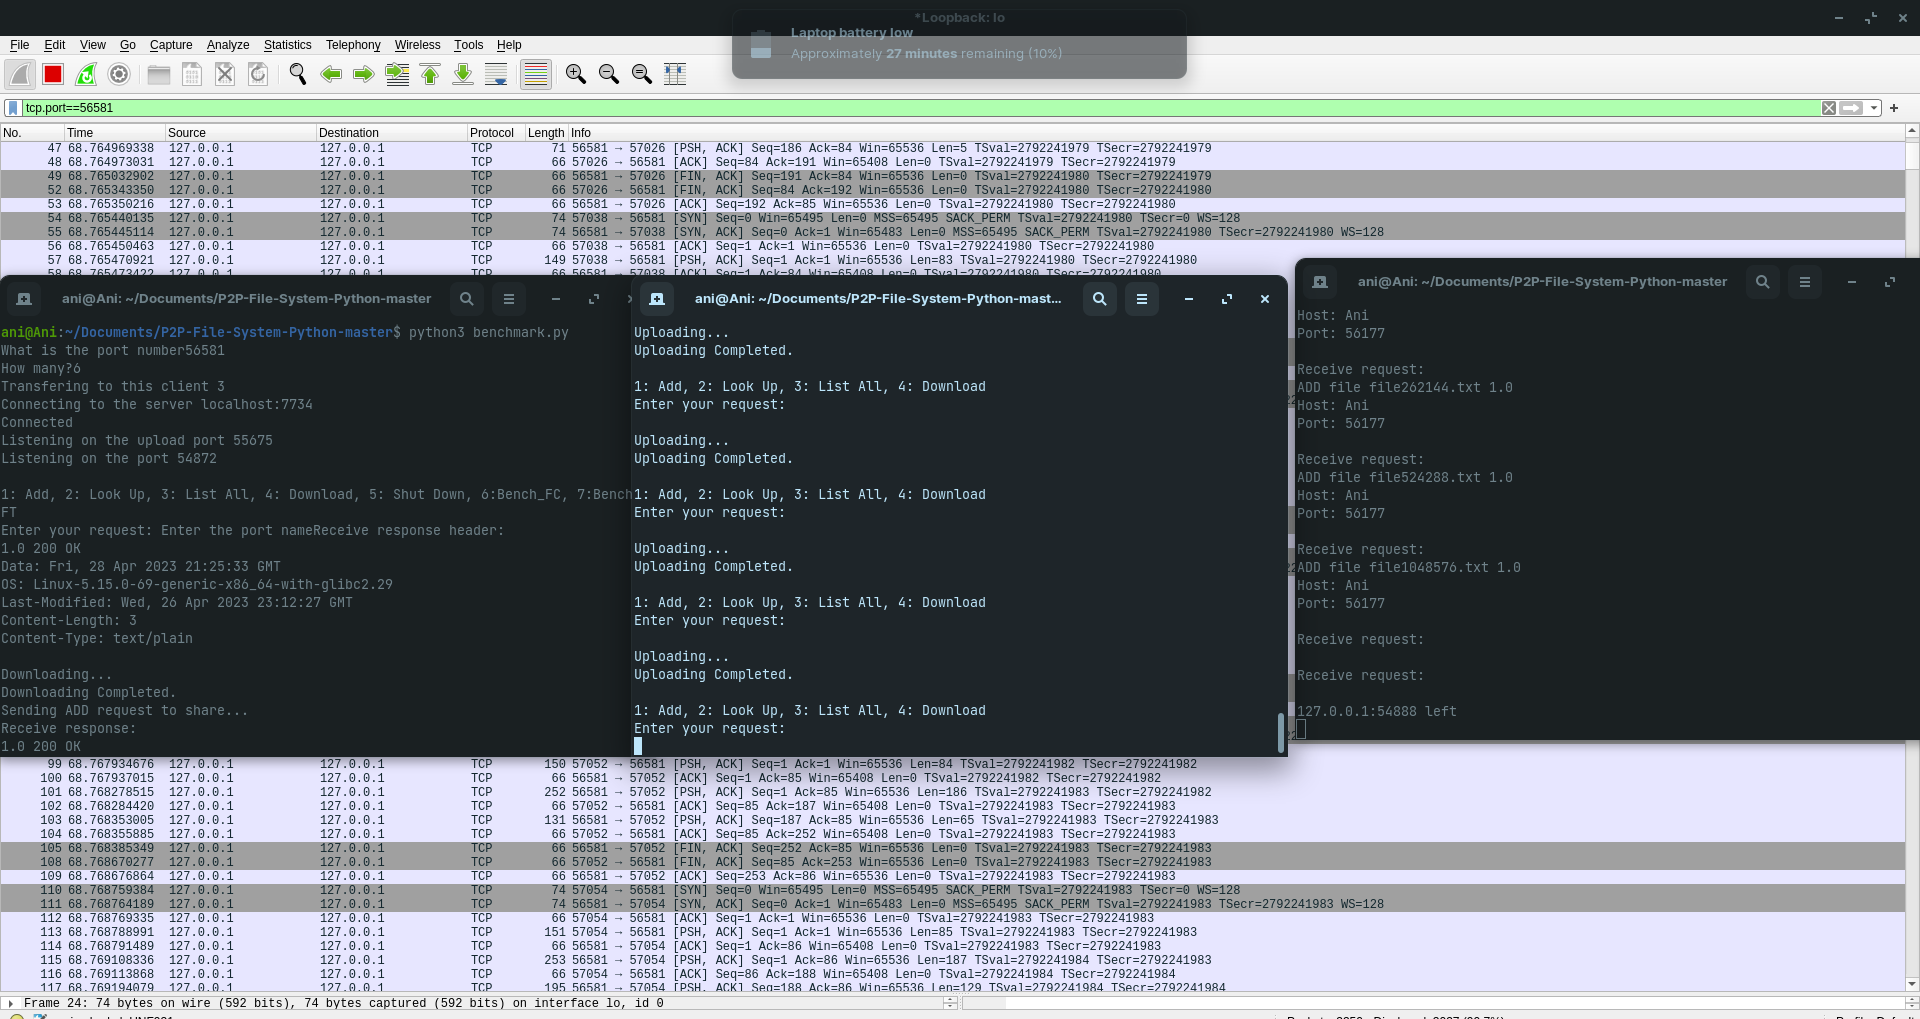 *Loopback: lo
Laptop battery low
Approximately 27 minutes remaining (10%)
File Edit View Go Capture Analyze Statistics Telephony Wireless Tools Help
tcp.port==56581
No. Time Source Destination Protocol Length Info
47 68.764969338 127.0.0.1 127.0.0.1 TCP 71 56581 → 57026 [PSH, ACK] Seq=186 Ack=84 Win=65536 Len=5 TSval=2792241979 TSecr=2792241979
48 68.764973031 127.0.0.1 127.0.0.1 TCP 66 57026 → 56581 [ACK] Seq=84 Ack=191 Win=65408 Len=0 TSval=2792241979 TSecr=2792241979
49 68.765032902 127.0.0.1 127.0.0.1 TCP 66 56581 → 57026 [FIN, ACK] Seq=191 Ack=84 Win=65536 Len=0 TSval=2792241980 TSecr=2792241979
52 68.765343350 127.0.0.1 127.0.0.1 TCP 66 57026 → 56581 [FIN, ACK] Seq=84 Ack=192 Win=65536 Len=0 TSval=2792241980 TSecr=2792241980
53 68.765350216 127.0.0.1 127.0.0.1 TCP 66 56581 → 57026 [ACK] Seq=192 Ack=85 Win=65536 Len=0 TSval=2792241980 TSecr=2792241980
54 68.765440135 127.0.0.1 127.0.0.1 TCP 74 57038 → 56581 [SYN] Seq=0 Win=65495 Len=0 MSS=65495 SACK_PERM TSval=2792241980 TSecr=0 WS=128
55 68.765445114 127.0.0.1 127.0.0.1 TCP 74 56581 → 57038 [SYN, ACK] Seq=0 Ack=1 Win=65483 Len=0 MSS=65495 SACK_PERM TSval=2792241980 TSecr=2792241980 WS=128
56 68.765450463 127.0.0.1 127.0.0.1 TCP 66 57038 → 56581 [ACK] Seq=1 Ack=1 Win=65536 Len=0 TSval=2792241980 TSecr=2792241980
57 68.765470921 127.0.0.1 127.0.0.1 TCP 149 57038 → 56581 [PSH, ACK] Seq=1 Ack=1 Win=65536 Len=83 TSval=2792241980 TSecr=2792241980
58 68.765473422 127.0.0.1 127.0.0.1 TCP 66 56581 → 57038 [ACK] Seq=1 Ack=84 Win=65408 Len=0 TSval=2792241980 TSecr=2792241980
ani@Ani: ~/Documents/P2P-File-System-Python-master
ani@Ani:~/Documents/P2P-File-System-Python-master$ python3 benchmark.py
What is the port number56581
How many?6
Transfering to this client 3
Connecting to the server localhost:7734
Connected
Listening on the upload port 55675
Listening on the port 54872
1: Add, 2: Look Up, 3: List All, 4: Download, 5: Shut Down, 6:Bench_FC, 7:Bench
FT
Enter your request: Enter the port nameReceive response header:
1.0 200 OK
Data: Fri, 28 Apr 2023 21:25:33 GMT
OS: Linux-5.15.0-69-generic-x86_64-with-glibc2.29
Last-Modified: Wed, 26 Apr 2023 23:12:27 GMT
Content-Length: 3
Content-Type: text/plain
Downloading...
Downloading Completed.
Sending ADD request to share...
Receive response:
1.0 200 OK
ani@Ani: ~/Documents/P2P-File-System-Python-mast...
Uploading...
Uploading Completed.
1: Add, 2: Look Up, 3: List All, 4: Download
Enter your request:
Uploading...
Uploading Completed.
1: Add, 2: Look Up, 3: List All, 4: Download
Enter your request:
Uploading...
Uploading Completed.
1: Add, 2: Look Up, 3: List All, 4: Download
Enter your request:
Uploading...
Uploading Completed.
1: Add, 2: Look Up, 3: List All, 4: Download
Enter your request:
ani@Ani: ~/Documents/P2P-File-System-Python-master
Host: Ani
Port: 56177
Receive request:
ADD file file262144.txt 1.0
Host: Ani
Port: 56177
Receive request:
ADD file file524288.txt 1.0
Host: Ani
Port: 56177
Receive request:
ADD file file1048576.txt 1.0
Host: Ani
Port: 56177
Receive request:
Receive request:
127.0.0.1:54888 left
99 68.767934676 127.0.0.1 127.0.0.1 TCP 150 57052 → 56581 [PSH, ACK] Seq=1 Ack=1 Win=65536 Len=84 TSval=2792241982 TSecr=2792241982
100 68.767937015 127.0.0.1 127.0.0.1 TCP 66 56581 → 57052 [ACK] Seq=1 Ack=85 Win=65408 Len=0 TSval=2792241982 TSecr=2792241982
101 68.768278515 127.0.0.1 127.0.0.1 TCP 252 56581 → 57052 [PSH, ACK] Seq=1 Ack=85 Win=65536 Len=186 TSval=2792241983 TSecr=2792241982
102 68.768284420 127.0.0.1 127.0.0.1 TCP 66 57052 → 56581 [ACK] Seq=85 Ack=187 Win=65408 Len=0 TSval=2792241983 TSecr=2792241983
103 68.768353005 127.0.0.1 127.0.0.1 TCP 131 56581 → 57052 [PSH, ACK] Seq=187 Ack=85 Win=65536 Len=65 TSval=2792241983 TSecr=2792241983
104 68.768355885 127.0.0.1 127.0.0.1 TCP 66 57052 → 56581 [ACK] Seq=85 Ack=252 Win=65408 Len=0 TSval=2792241983 TSecr=2792241983
105 68.768385349 127.0.0.1 127.0.0.1 TCP 66 56581 → 57052 [FIN, ACK] Seq=252 Ack=85 Win=65536 Len=0 TSval=2792241983 TSecr=2792241983
108 68.768670277 127.0.0.1 127.0.0.1 TCP 66 57052 → 56581 [FIN, ACK] Seq=85 Ack=253 Win=65536 Len=0 TSval=2792241983 TSecr=2792241983
109 68.768676864 127.0.0.1 127.0.0.1 TCP 66 56581 → 57052 [ACK] Seq=253 Ack=86 Win=65536 Len=0 TSval=2792241983 TSecr=2792241983
110 68.768759384 127.0.0.1 127.0.0.1 TCP 74 57054 → 56581 [SYN] Seq=0 Win=65495 Len=0 MSS=65495 SACK_PERM TSval=2792241983 TSecr=0 WS=128
111 68.768764189 127.0.0.1 127.0.0.1 TCP 74 56581 → 57054 [SYN, ACK] Seq=0 Ack=1 Win=65483 Len=0 MSS=65495 SACK_PERM TSval=2792241983 TSecr=2792241983 WS=128
112 68.768769335 127.0.0.1 127.0.0.1 TCP 66 57054 → 56581 [ACK] Seq=1 Ack=1 Win=65536 Len=0 TSval=2792241983 TSecr=2792241983
113 68.768788991 127.0.0.1 127.0.0.1 TCP 151 57054 → 56581 [PSH, ACK] Seq=1 Ack=1 Win=65536 Len=85 TSval=2792241983 TSecr=2792241983
114 68.768791489 127.0.0.1 127.0.0.1 TCP 66 56581 → 57054 [ACK] Seq=1 Ack=86 Win=65408 Len=0 TSval=2792241983 TSecr=2792241983
115 68.769108336 127.0.0.1 127.0.0.1 TCP 253 56581 → 57054 [PSH, ACK] Seq=1 Ack=86 Win=65536 Len=187 TSval=2792241984 TSecr=2792241983
116 68.769113868 127.0.0.1 127.0.0.1 TCP 66 57054 → 56581 [ACK] Seq=86 Ack=188 Win=65408 Len=0 TSval=2792241984 TSecr=2792241984
117 68.769194079 127.0.0.1 127.0.0.1 TCP 195 56581 → 57054 [PSH, ACK] Seq=188 Ack=86 Win=65536 Len=129 TSval=2792241984 TSecr=2792241984
Frame 24: 74 bytes on wire (592 bits), 74 bytes captured (592 bits) on interface lo, id 0